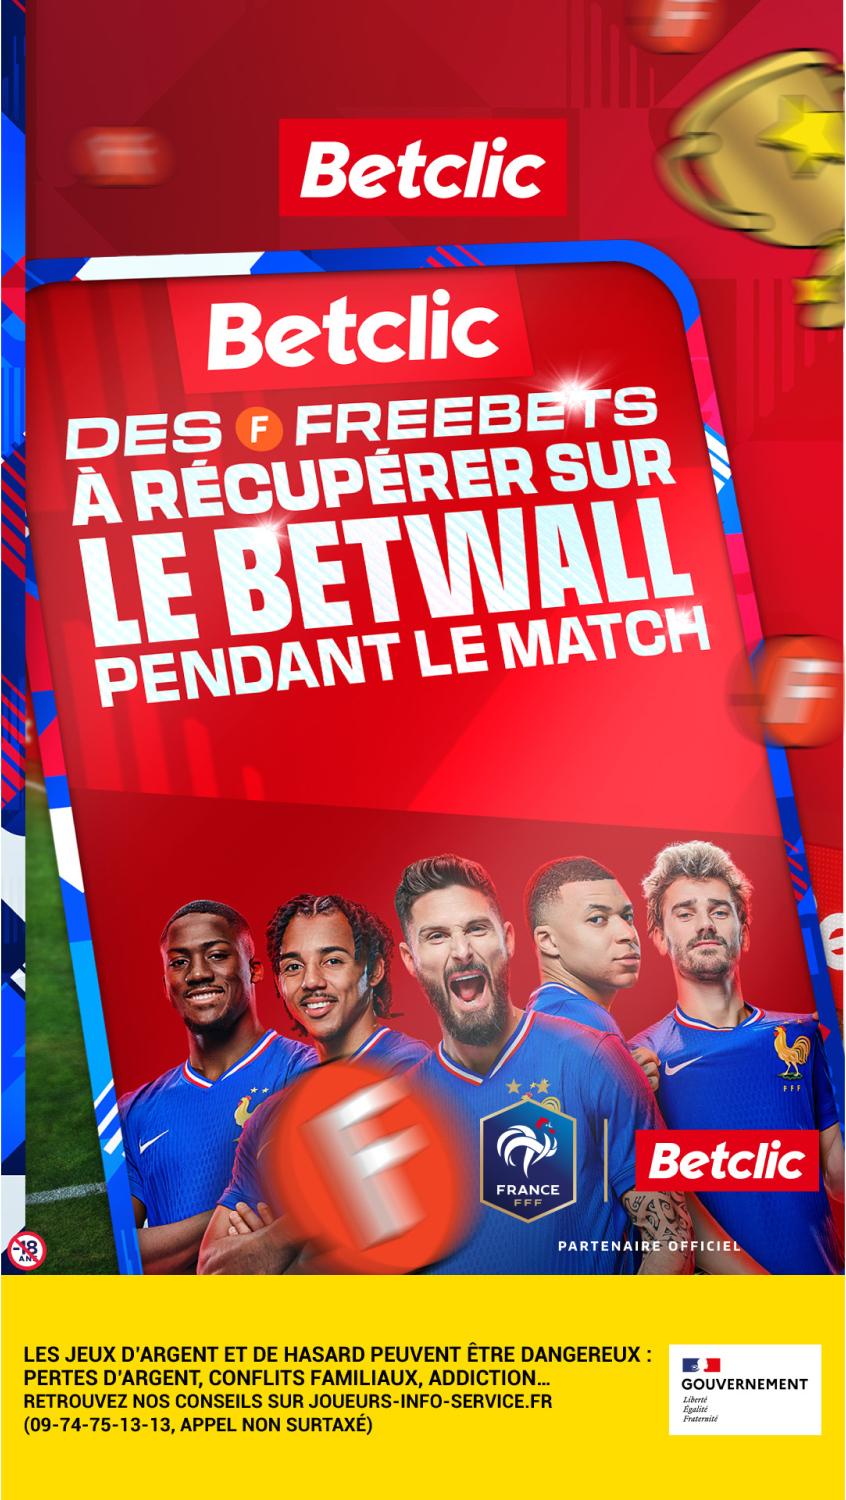 F
Betclic
Betclic
DES F FREEBETS
À RÉCUPÉRER SUR
LE BETWALL
PENDANT LE MATCH
F
F F F
F
FRANCE
FFF
Betclic
PARTENAIRE OFFICIEL
-18
ANS
LES JEUX D'ARGENT ET DE HASARD PEUVENT ÊTRE DANGEREUX :
PERTES D'ARGENT, CONFLITS FAMILIAUX, ADDICTION...
RETROUVEZ NOS CONSEILS SUR JOUEURS-INFO-SERVICE.FR
(09-74-75-13-13, APPEL NON SURTAXÉ)
GOUVERNEMENT
Liberté
Égalité
Fraternité